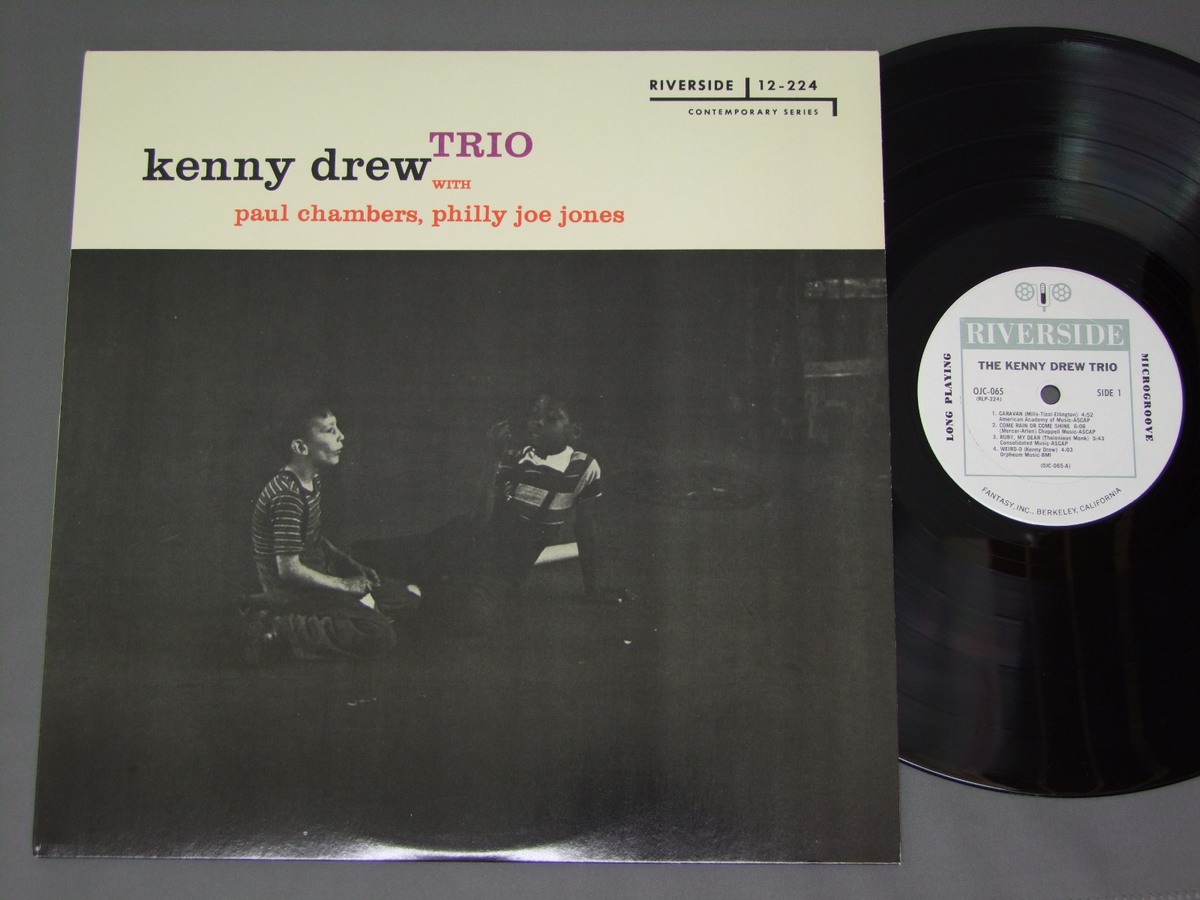 RIVERSIDE 12-224
CONTEMPORARY SERIES
kenny drew TRIO
WITH
paul chambers, philly joe jones
RIVERSIDE
THE KENNY DREW TRIO
LONG PLAYING
MICROGROOVE
OJC-065
(RLP-224)
SIDE 1
1. CARAVAN (Mills-Tizol-Ellington) 4:52
American Academy of Music-ASCAP
2. COME RAIN OR COME SHINE 6:06
(Mercer-Arlen) Chappell Music-ASCAP
3. RUBY, MY DEAR (Thelonious Monk) 5:43
Consolidated Music-ASCAP
4. WEIRD-O (Kenny Drew) 4:03
Orpheum Music-BMI
(OJC-065-A)
FANTASY, INC., BERKELEY, CALIFORNIA